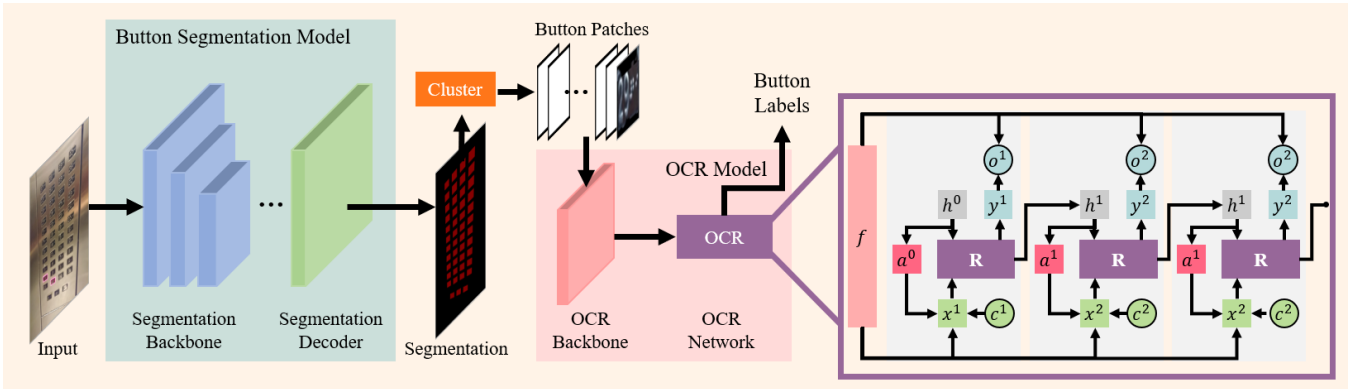 Button Segmentation Model
Button Patches
Cluster
Button
Labels
29
OCR Model
OCR
Input
Segmentation
Backbone
Segmentation
Decoder
Segmentation
OCR
Backbone
OCR
Network
f
o¹ o² o²
h⁰ y¹ h¹ y² h¹ y²
a⁰ R a¹ R a¹ R
x¹ c¹ x² c² x² c²